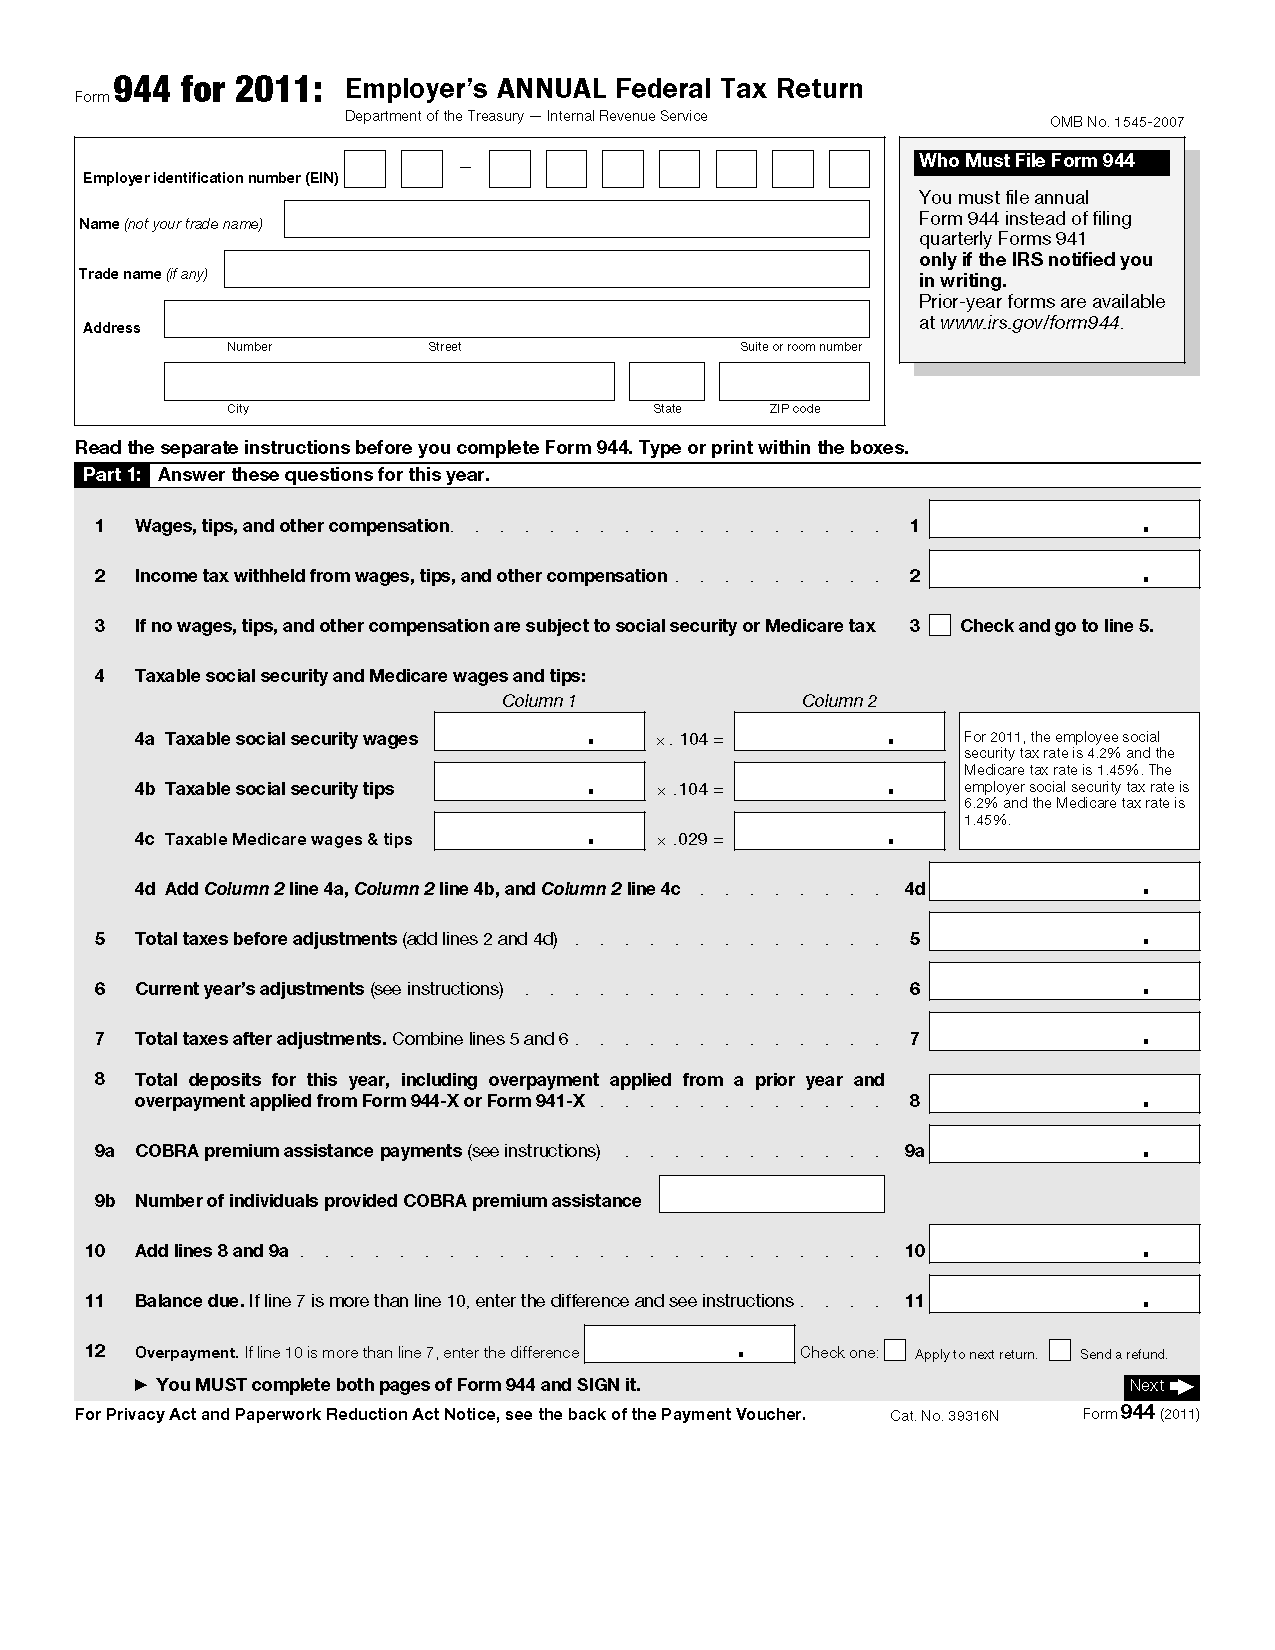 Form 944 for 2011: Employer's ANNUAL Federal Tax Return
Department of the Treasury — Internal Revenue Service
OMB No. 1545-2007
Employer identification number (EIN) –
Name (not your trade name)
Trade name (if any)
Address
Number Street Suite or room number
City State ZIP code
Who Must File Form 944
You must file annual
Form 944 instead of filing
quarterly Forms 941
only if the IRS notified you
in writing.
Prior-year forms are available
at www.irs.gov/form944.
Read the separate instructions before you complete Form 944. Type or print within the boxes.
Part 1: Answer these questions for this year.
1 Wages, tips, and other compensation. . . . . . . . . . . . . . . . . . 1 .
2 Income tax withheld from wages, tips, and other compensation . . . . . . . . . 2 .
3 If no wages, tips, and other compensation are subject to social security or Medicare tax 3 Check and go to line 5.
4 Taxable social security and Medicare wages and tips:
Column 1 Column 2
4a Taxable social security wages . × . 104 = .
4b Taxable social security tips . × .104 = .
4c Taxable Medicare wages & tips . × .029 = .
For 2011, the employee social
security tax rate is 4.2% and the
Medicare tax rate is 1.45%. The
employer social security tax rate is
6.2% and the Medicare tax rate is
1.45%.
4d Add Column 2 line 4a, Column 2 line 4b, and Column 2 line 4c . . . . . . . . 4d .
5 Total taxes before adjustments (add lines 2 and 4d) . . . . . . . . . . . . . 5 .
6 Current year's adjustments (see instructions) . . . . . . . . . . . . . . . 6 .
7 Total taxes after adjustments. Combine lines 5 and 6 . . . . . . . . . . . . . 7 .
8 Total deposits for this year, including overpayment applied from a prior year and
overpayment applied from Form 944-X or Form 941-X . . . . . . . . . . . . 8 .
9a COBRA premium assistance payments (see instructions) . . . . . . . . . . . 9a .
9b Number of individuals provided COBRA premium assistance
10 Add lines 8 and 9a . . . . . . . . . . . . . . . . . . . . . . . . 10 .
11 Balance due. If line 7 is more than line 10, enter the difference and see instructions . . . . 11 .
12 Overpayment. If line 10 is more than line 7, enter the difference . Check one: Apply to next return. Send a refund.
► You MUST complete both pages of Form 944 and SIGN it.
Next
For Privacy Act and Paperwork Reduction Act Notice, see the back of the Payment Voucher. Cat. No. 39316N Form 944 (2011)